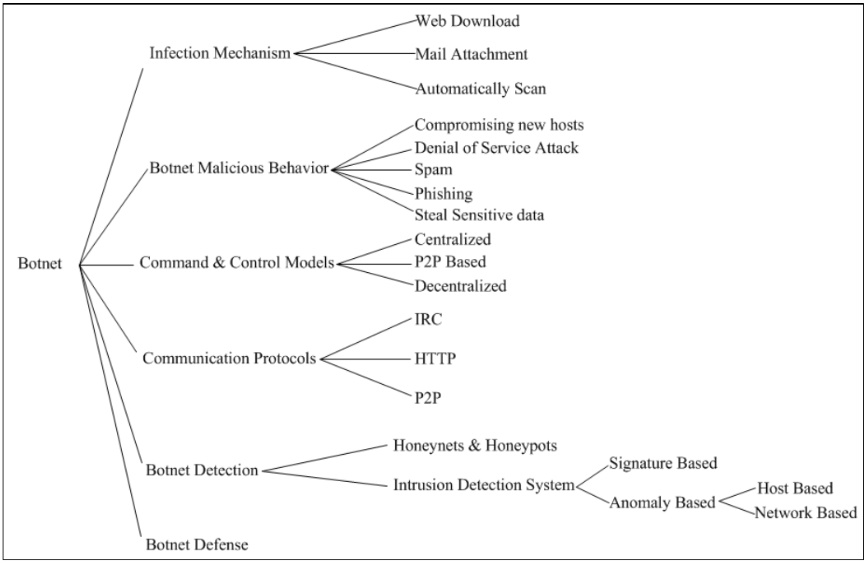 Botnet
Infection Mechanism
Web Download
Mail Attachment
Automatically Scan
Botnet Malicious Behavior
Compromising new hosts
Denial of Service Attack
Spam
Phishing
Steal Sensitive data
Command & Control Models
Centralized
P2P Based
Decentralized
Communication Protocols
IRC
HTTP
P2P
Botnet Detection
Honeynets & Honeypots
Intrusion Detection System
Signature Based
Anomaly Based
Host Based
Network Based
Botnet Defense